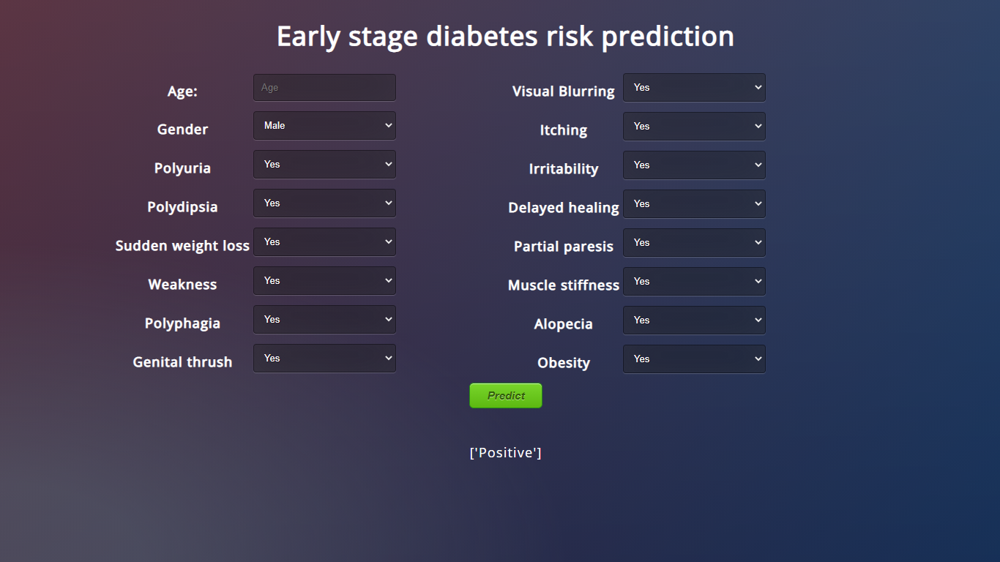 Early stage diabetes risk prediction
Age: Age
Gender Male
Polyuria Yes
Polydipsia Yes
Sudden weight loss Yes
Weakness Yes
Polyphagia Yes
Genital thrush Yes
Visual Blurring Yes
Itching Yes
Irritability Yes
Delayed healing Yes
Partial paresis Yes
Muscle stiffness Yes
Alopecia Yes
Obesity Yes
Predict
['Positive']